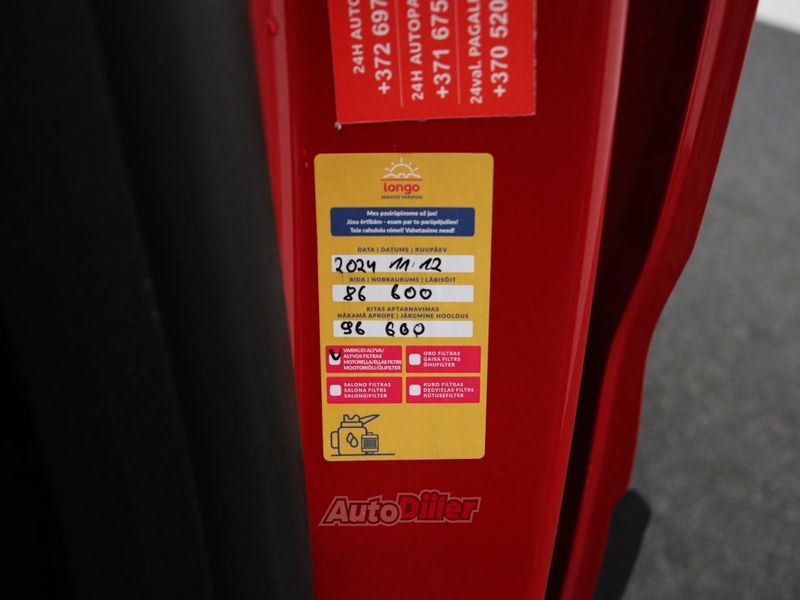 24H AUTO
+372 697
24H AUTOPA
+371 675
24val. PAGAL
+370 520
longo
SERVICE VERIFIED
Mes pasirūpinome už jus!
Jūsu ērtībām - esam par to parūpējušies!
Teie rahulolu nimel! Vahetasime need!
DATA | DATUMS | KUUPÄEV
2024 11.12
RIDA | NOBRAUKUMS | LÄBISÕIT
86 600
KITAS APTARNAVIMAS
NĀKAMĀ APKOPE | JÄRGMINE HOOLDUS
96 600
VARIKLIO ALYVA/
ALYVOS FILTRAS
MOTORELLA/EĻĻAS FILTRS
MOOTORIÕLI/ÕLIFILTER
ORO FILTRAS
GAISA FILTRS
ÕHUFILTER
SALONO FILTRAS
SALONA FILTRS
SALONGIFILTER
KURO FILTRAS
DEGVIELAS FILTRS
KÜTUSEFILTER
AutoDiiler